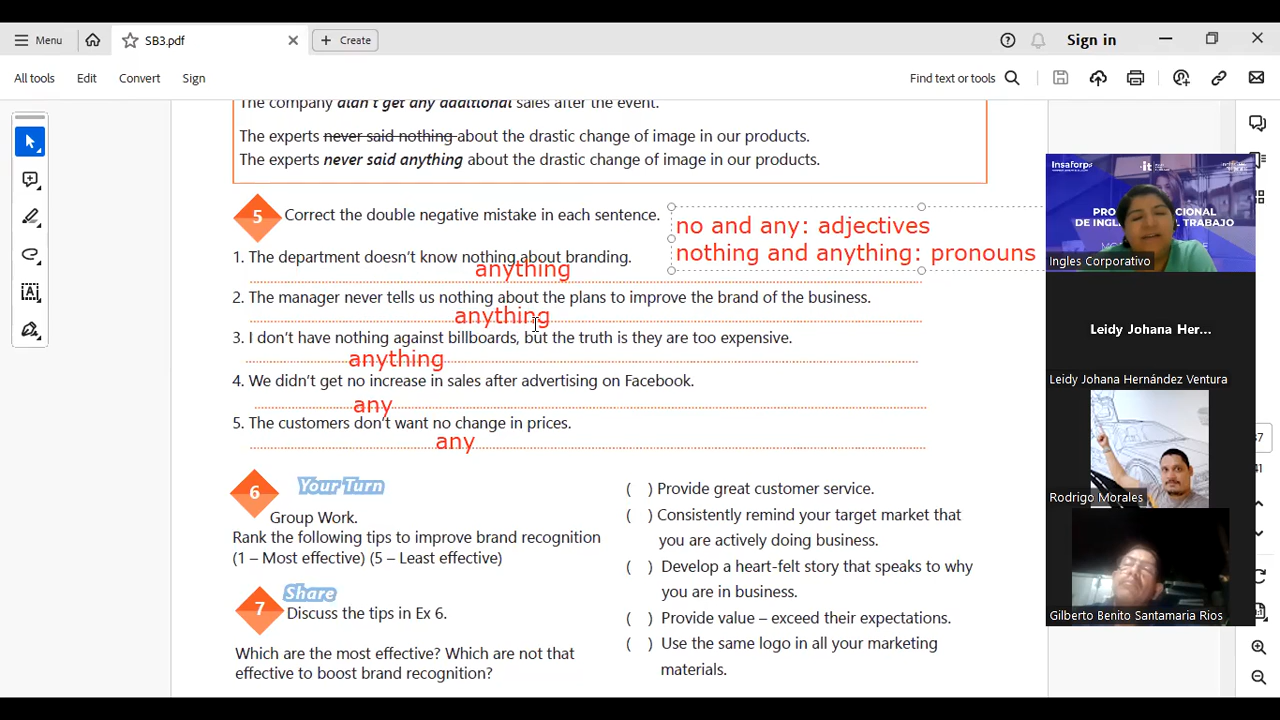 Menu
SB3.pdf
Create
Sign in
All tools
Edit
Convert
Sign
Find text or tools
The company didn't get any additional sales after the event.
The experts never said nothing about the drastic change of image in our products.
The experts never said anything about the drastic change of image in our products.
5 Correct the double negative mistake in each sentence.
no and any: adjectives
nothing and anything: pronouns
1. The department doesn't know nothing about branding.
anything
2. The manager never tells us nothing about the plans to improve the brand of the business.
anything
3. I don't have nothing against billboards, but the truth is they are too expensive.
anything
4. We didn't get no increase in sales after advertising on Facebook.
any
5. The customers don't want no change in prices.
any
6 Your Turn
Group Work.
Rank the following tips to improve brand recognition
(1 – Most effective) (5 – Least effective)
7 Share
Discuss the tips in Ex 6.
Which are the most effective? Which are not that
effective to boost brand recognition?
( ) Provide great customer service.
( ) Consistently remind your target market that
you are actively doing business.
( ) Develop a heart-felt story that speaks to why
you are in business.
( ) Provide value – exceed their expectations.
( ) Use the same logo in all your marketing
materials.
Insaforp
it
Ingles Corporativo
Leidy Johana Her...
Leidy Johana Hernández Ventura
Rodrigo Morales
Gilberto Benito Santamaria Rios
41